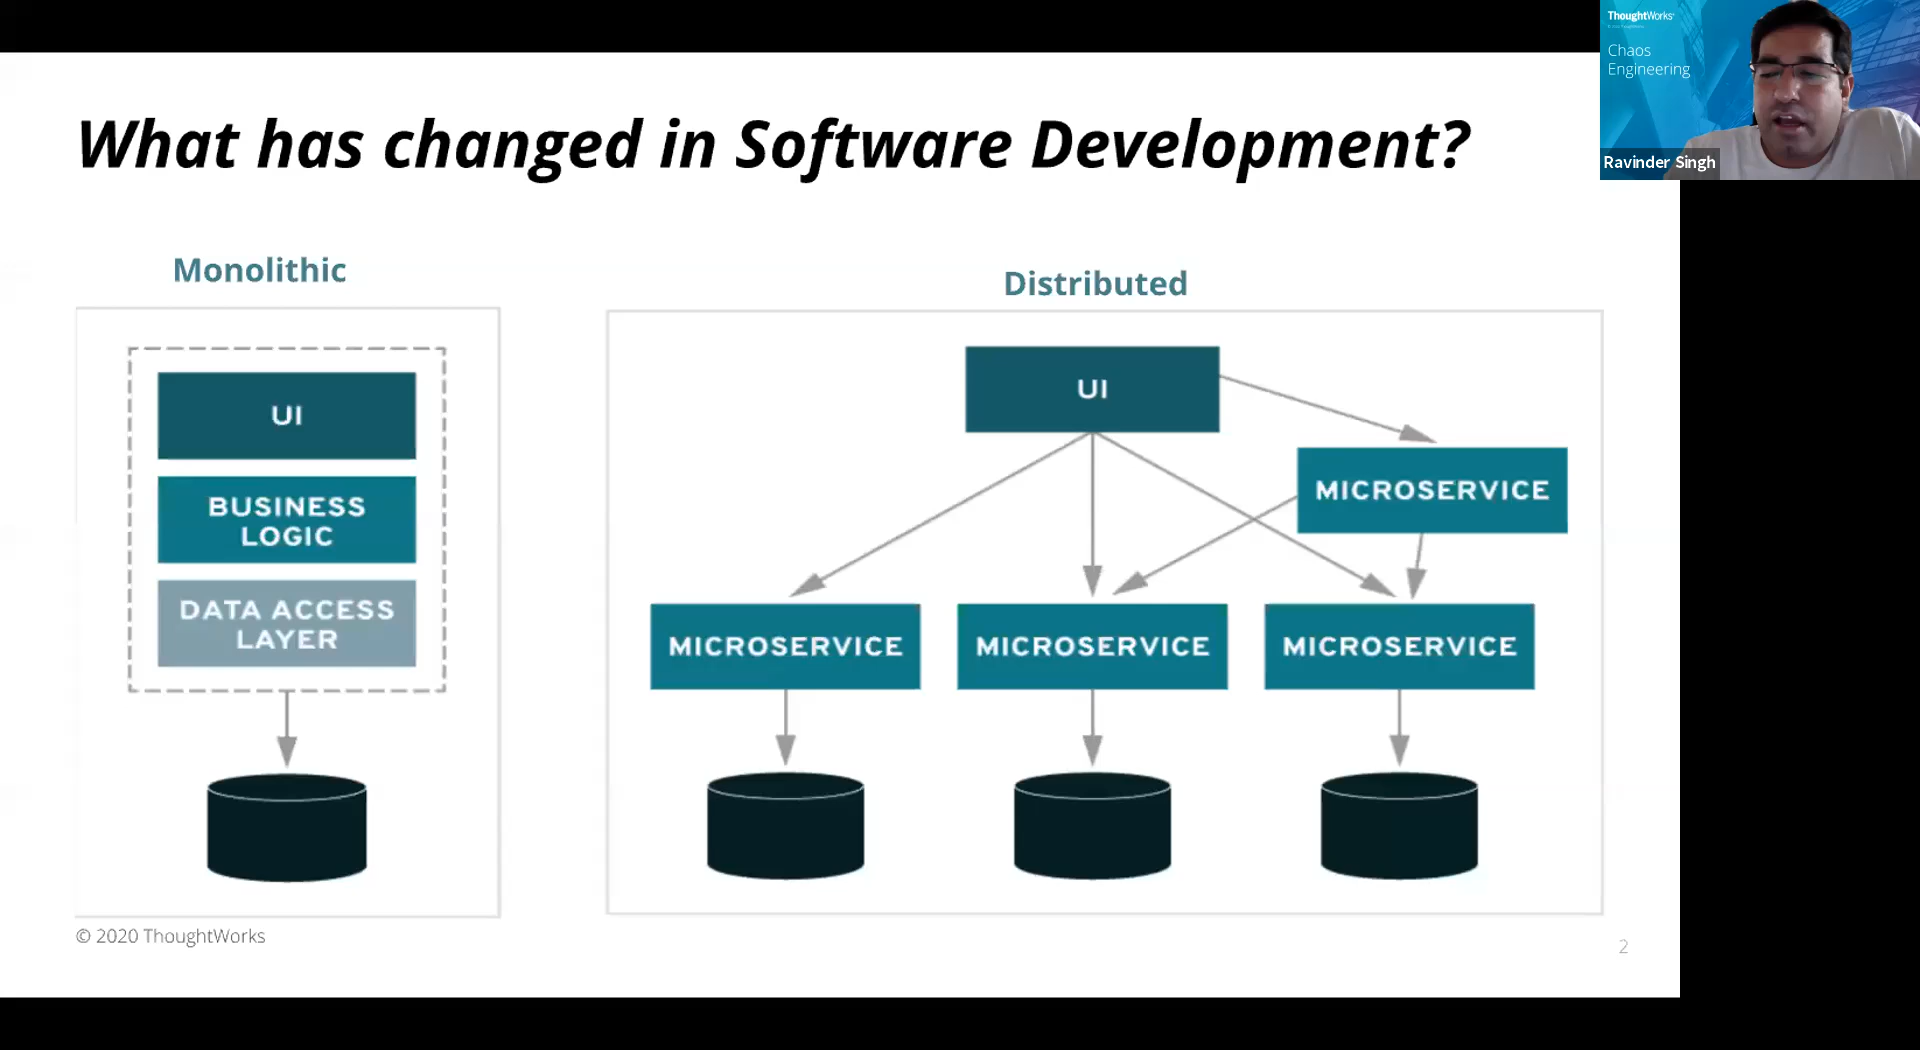 What has changed in Software Development?
ThoughtWorks
Chaos
Engineering
Ravinder Singh
Monolithic
UI
BUSINESS
LOGIC
DATA ACCESS
LAYER
Distributed
UI
MICROSERVICE
MICROSERVICE
MICROSERVICE
MICROSERVICE
© 2020 ThoughtWorks
2